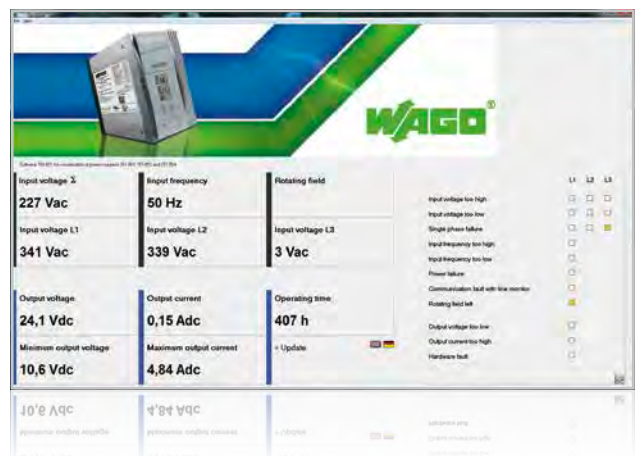 WAGO®
Input voltage Σ
Input frequency
Rotating field
227 Vac
50 Hz
Input voltage L1
Input voltage L2
Input voltage L3
341 Vac
339 Vac
3 Vac
Output voltage
Output current
Operating time
24,1 Vdc
0,15 Adc
407 h
Minimum output voltage
Maximum output current
» Update
10,6 Vdc
4,84 Adc
L1 L2 L3
Input voltage too high
Input voltage too low
Single phase failure
Input frequency too high
Input frequency too low
Power failure
Communication fault with line monitor
Rotating field left
Output voltage too low
Output current too high
Hardware fault